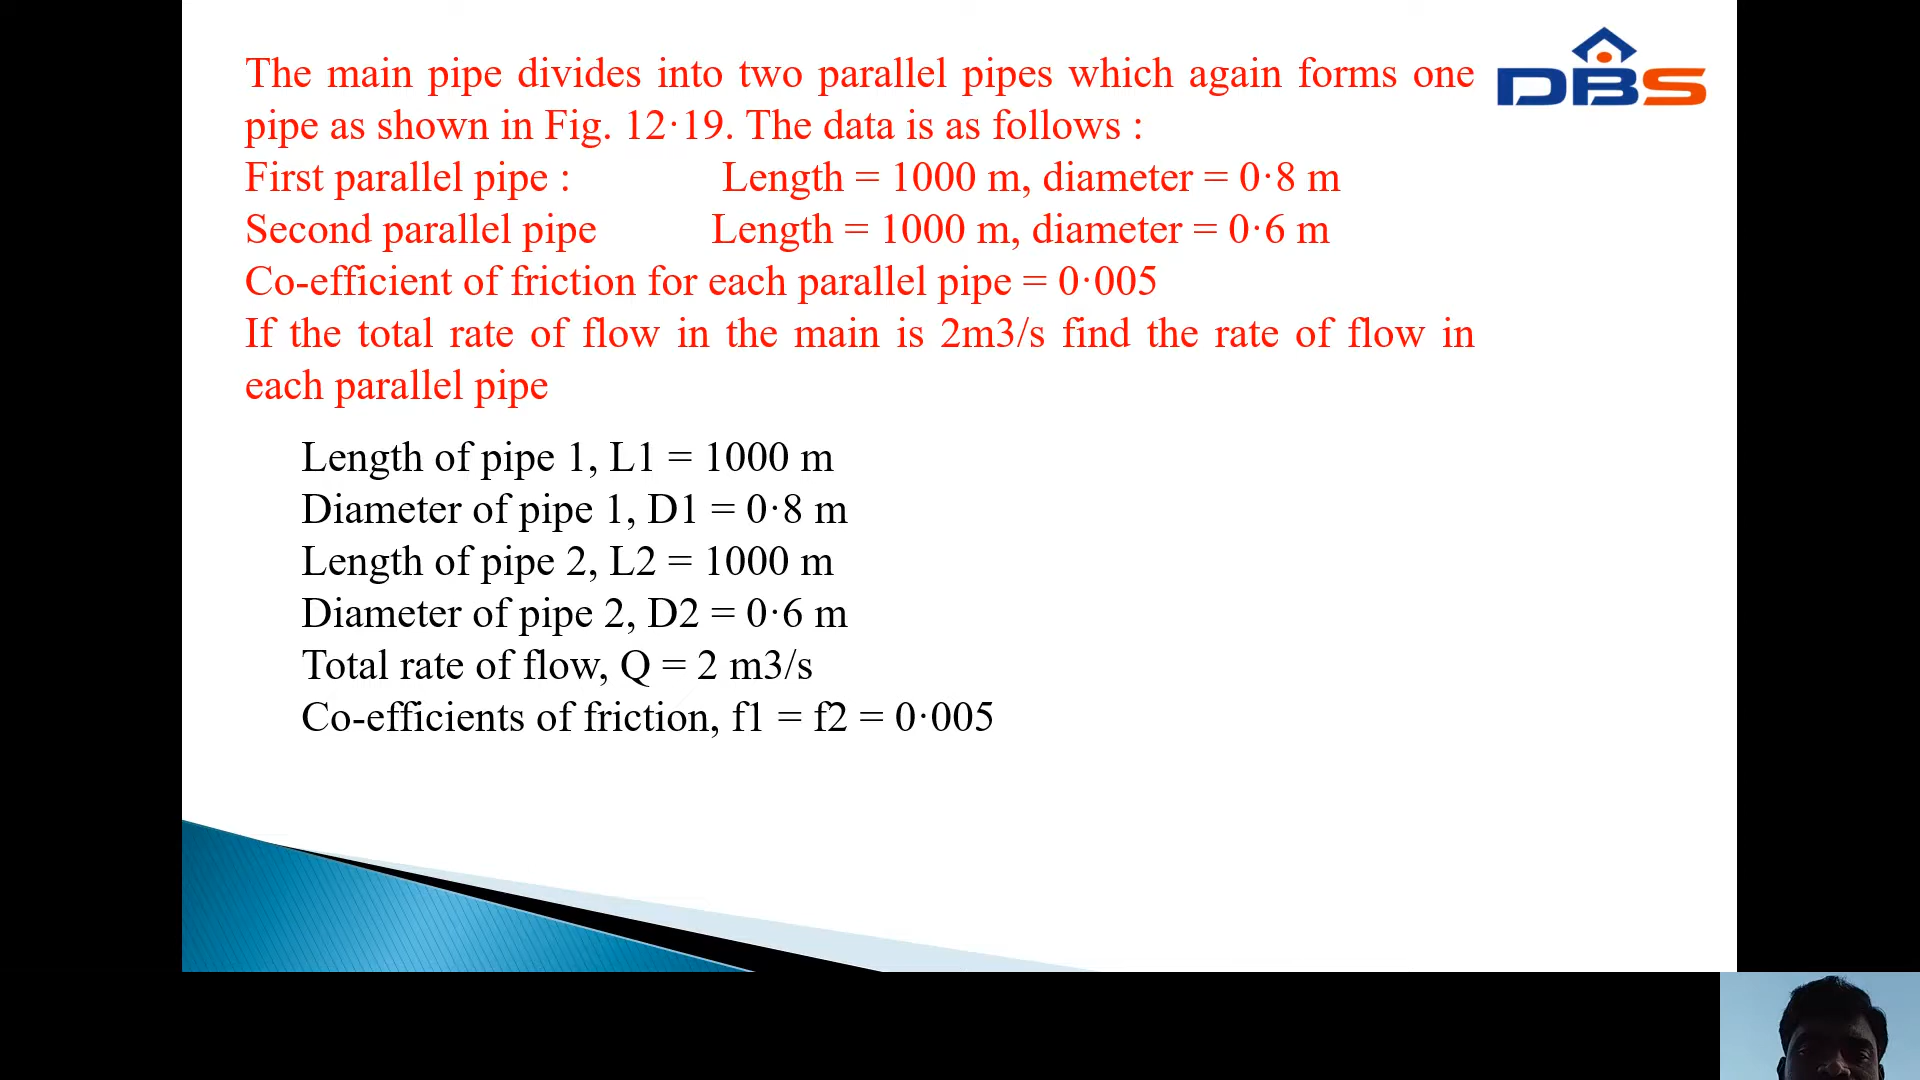 The main pipe divides into two parallel pipes which again forms one
pipe as shown in Fig. 12·19. The data is as follows :
First parallel pipe : Length = 1000 m, diameter = 0·8 m
Second parallel pipe Length = 1000 m, diameter = 0·6 m
Co-efficient of friction for each parallel pipe = 0·005
If the total rate of flow in the main is 2m3/s find the rate of flow in
each parallel pipe
DBS
Length of pipe 1, L1 = 1000 m
Diameter of pipe 1, D1 = 0·8 m
Length of pipe 2, L2 = 1000 m
Diameter of pipe 2, D2 = 0·6 m
Total rate of flow, Q = 2 m3/s
Co-efficients of friction, f1 = f2 = 0·005